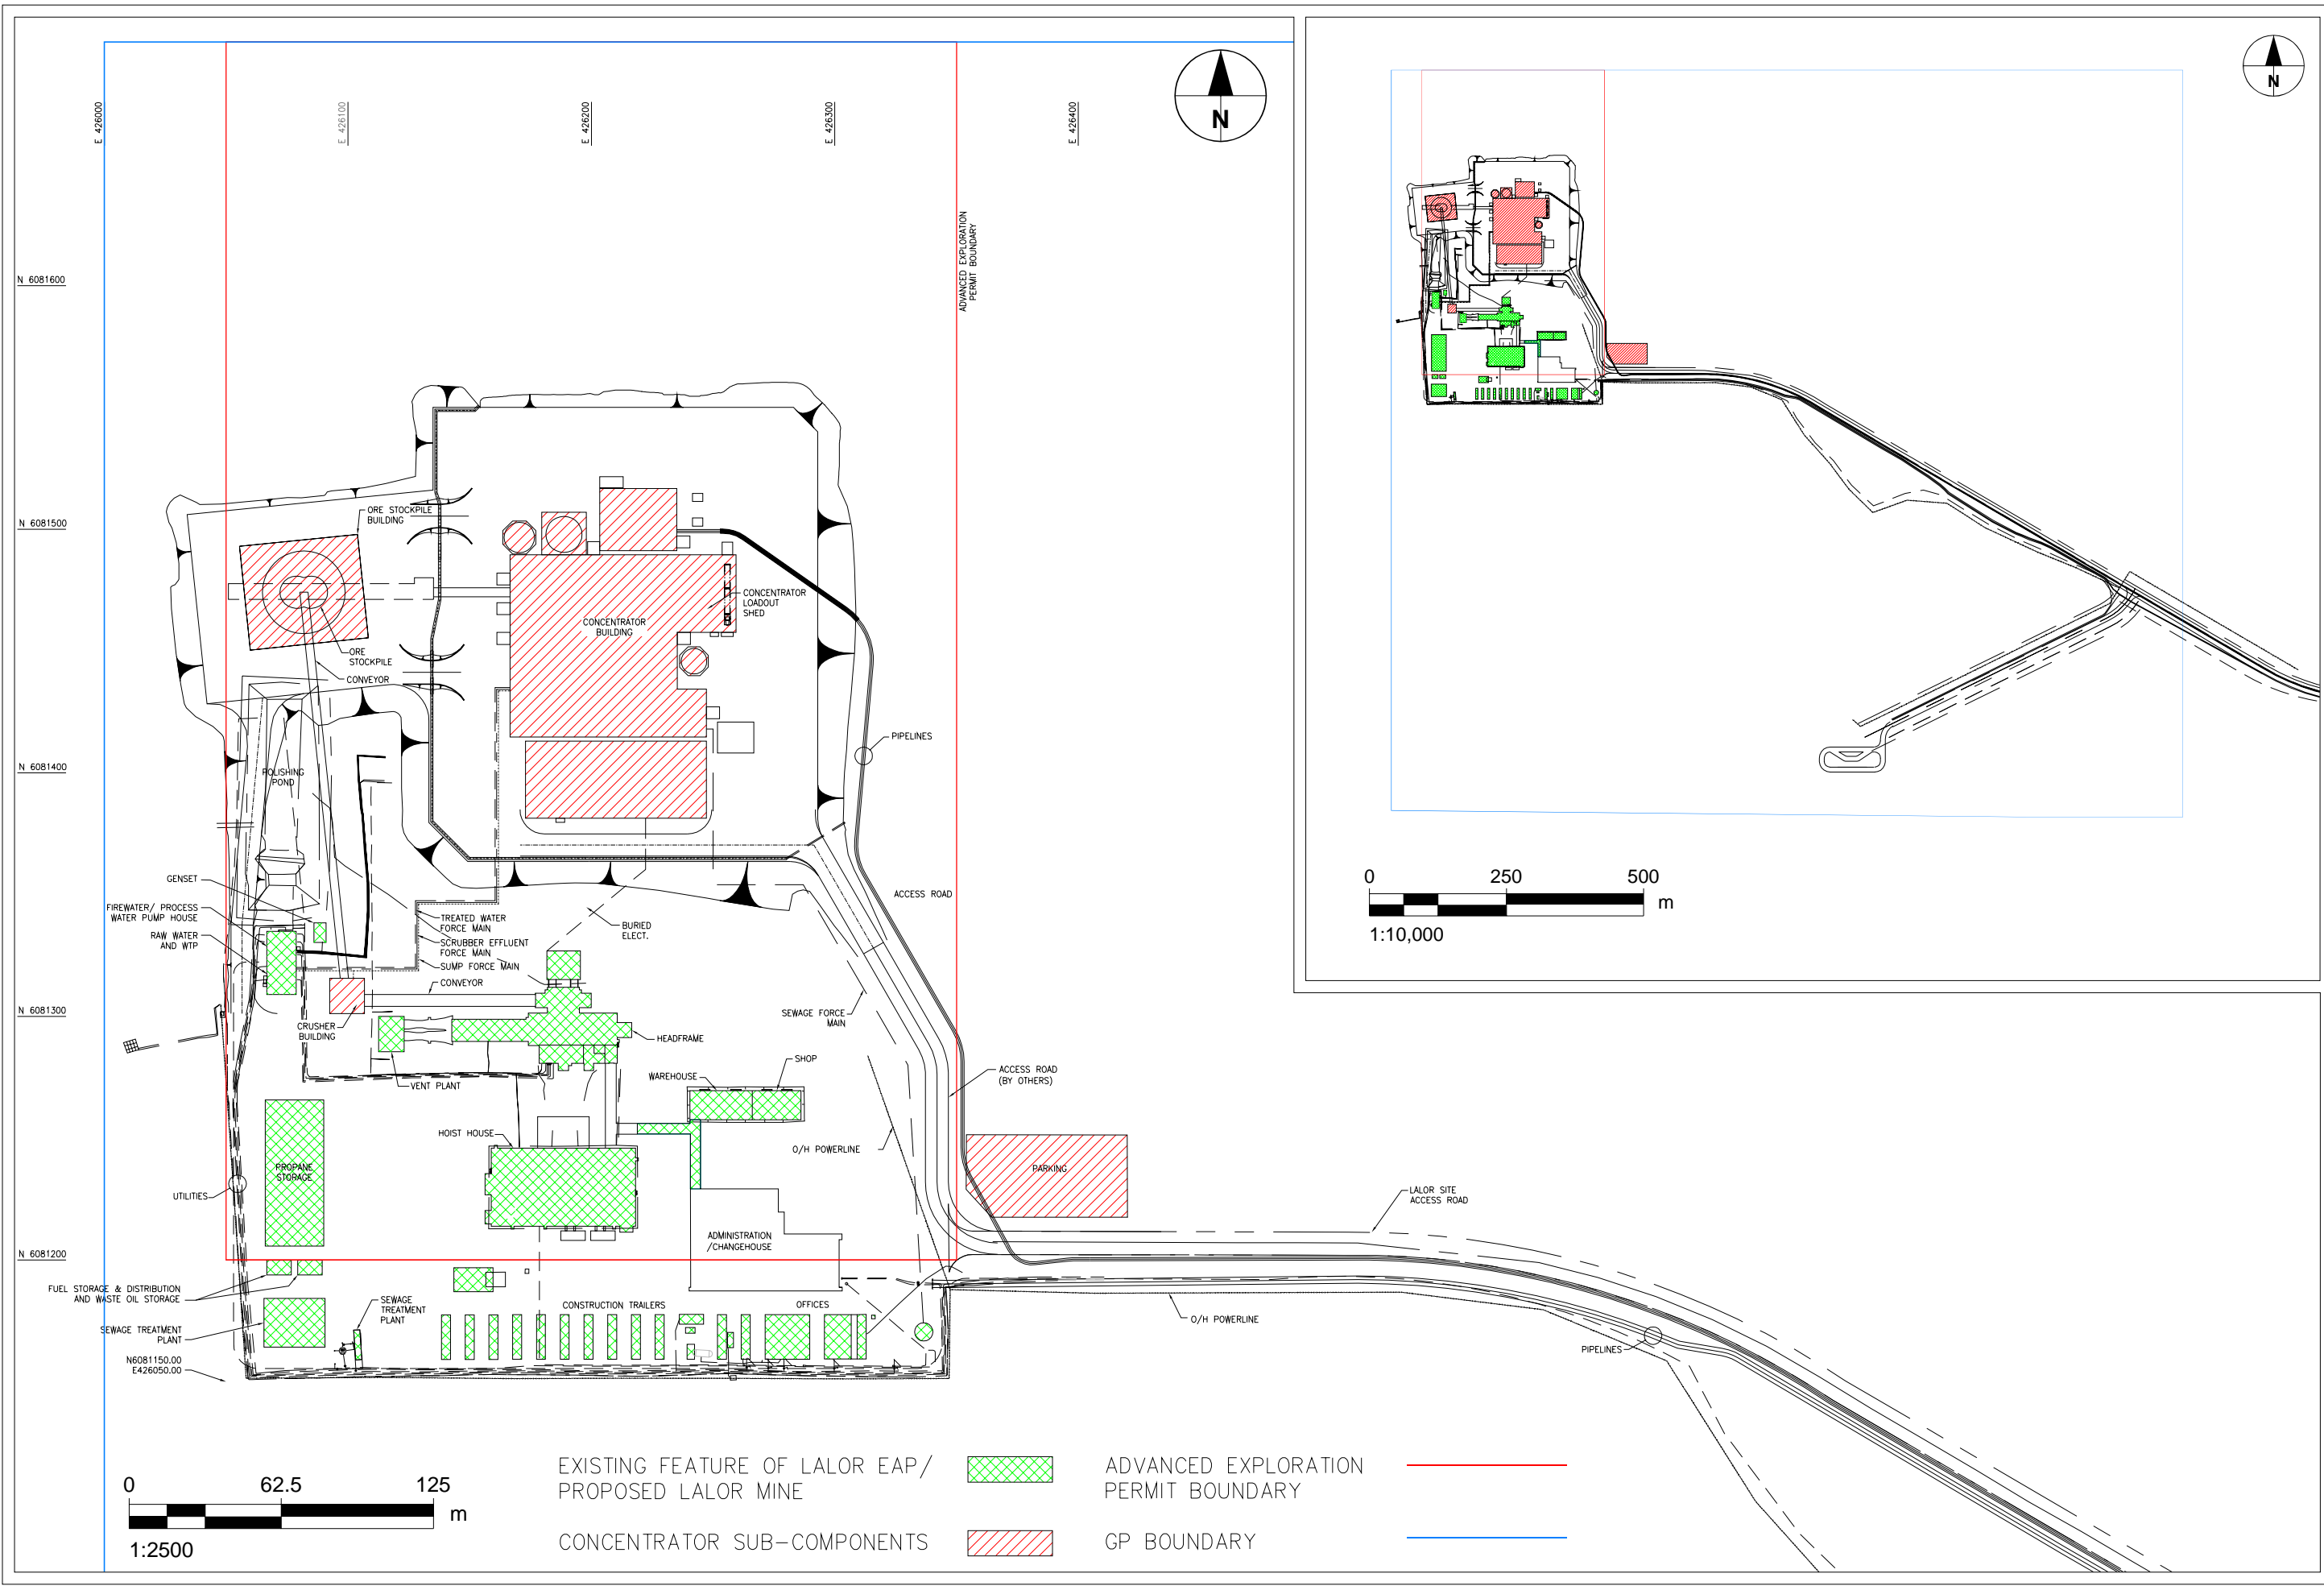 E 426000
E 426100
E 426200
E 426300
E 426400
N
N
ADVANCED EXPLORATION
PERMIT BOUNDARY
N 6081600
N 6081500
N 6081400
N 6081300
N 6081200
ORE STOCKPILE
BUILDING
CONCENTRATOR
LOADOUT
SHED
CONCENTRATOR
BUILDING
ORE
STOCKPILE
CONVEYOR
PIPELINES
POLISHING
POND
GENSET
FIREWATER/ PROCESS
WATER PUMP HOUSE
RAW WATER
AND WTP
ACCESS ROAD
TREATED WATER
FORCE MAIN
SCRUBBER EFFLUENT
FORCE MAIN
SUMP FORCE MAIN
BURIED
ELECT.
CONVEYOR
CRUSHER
BUILDING
SEWAGE FORCE
MAIN
HEADFRAME
VENT PLANT
WAREHOUSE
SHOP
ACCESS ROAD
(BY OTHERS)
HOIST HOUSE
O/H POWERLINE
PROPANE
STORAGE
PARKING
UTILITIES
LALOR SITE
ACCESS ROAD
ADMINISTRATION
/CHANGEHOUSE
FUEL STORAGE & DISTRIBUTION
AND WASTE OIL STORAGE
SEWAGE
TREATMENT
PLANT
CONSTRUCTION TRAILERS
OFFICES
SEWAGE TREATMENT
PLANT
O/H POWERLINE
PIPELINES
N6081150.00
E426050.00
0 250 500
m
1:10,000
0 62.5 125
m
1:2500
EXISTING FEATURE OF LALOR EAP/
PROPOSED LALOR MINE
CONCENTRATOR SUB-COMPONENTS
ADVANCED EXPLORATION
PERMIT BOUNDARY
GP BOUNDARY